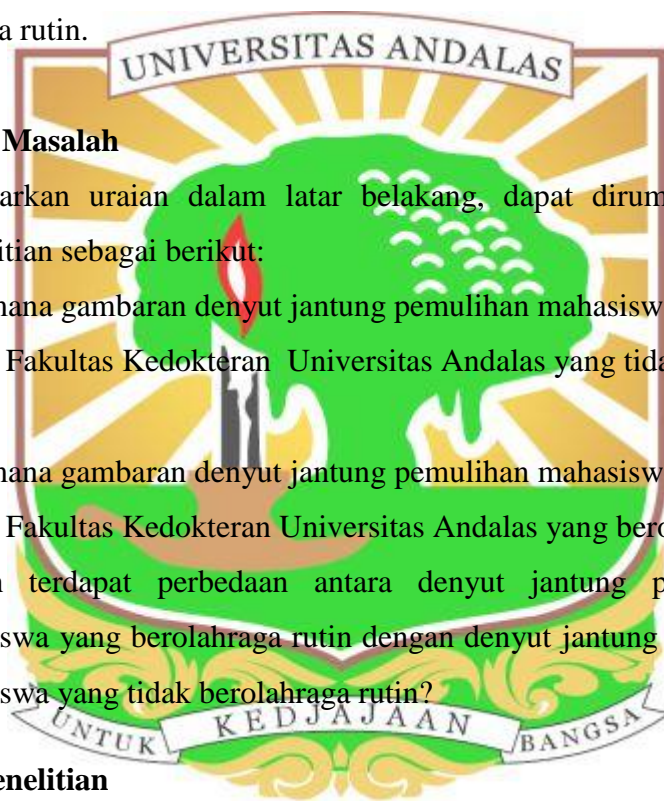 a rutin.
UNIVERSITAS ANDALAS
Masalah
arkan uraian dalam latar belakang, dapat dirum
itian sebagai berikut:
nana gambaran denyut jantung pemulihan mahasisw
Fakultas Kedokteran Universitas Andalas yang tida
nana gambaran denyut jantung pemulihan mahasisw
Fakultas Kedokteran Universitas Andalas yang bero
terdapat perbedaan antara denyut jantung p
swa yang berolahraga rutin dengan denyut jantung
swa yang tidak berolahraga rutin?
UNTUK KEDJAJAAN BANGSA
enelitian